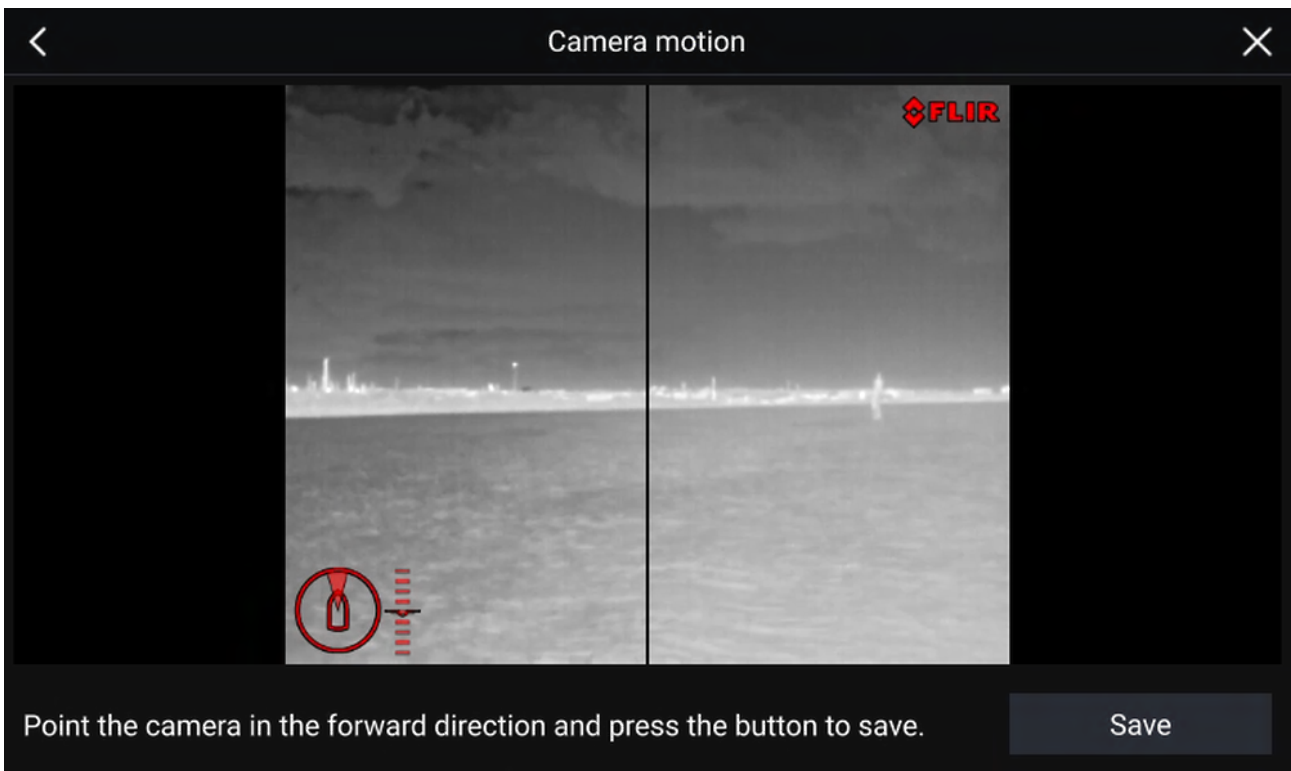 Camera motion
FLIR
Point the camera in the forward direction and press the button to save.
Save